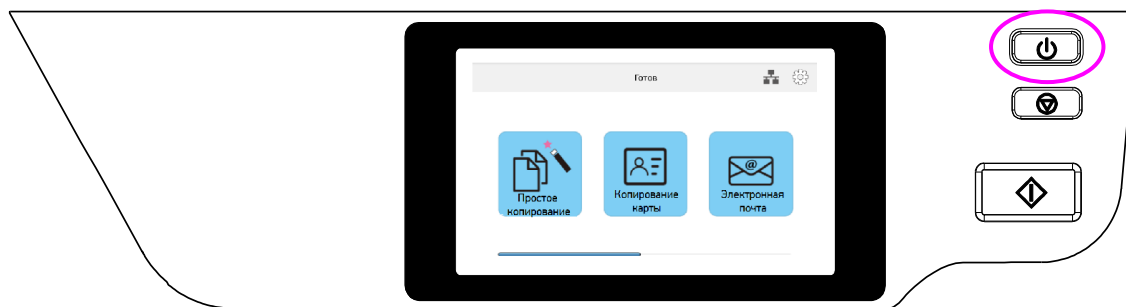 Готов
Простое
копирование
Копирование
карты
@
Электронная
почта